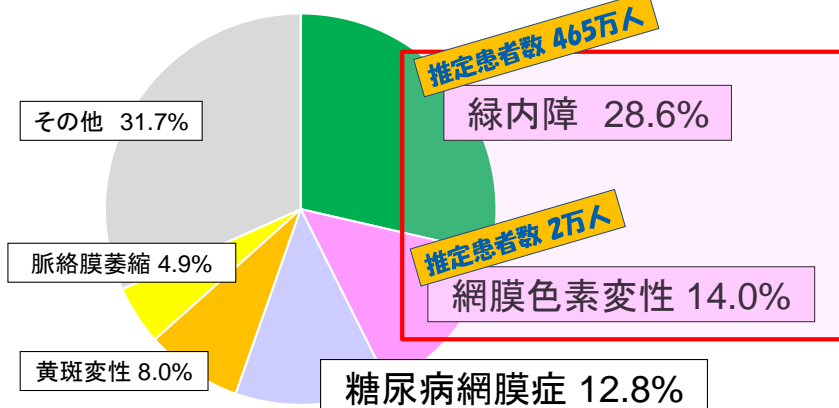 推定患者数 465万人
緑内障 28.6%
その他 31.7%
推定患者数 2万人
網膜色素変性 14.0%
脈絡膜萎縮 4.9%
黄斑変性 8.0%
糖尿病網膜症 12.8%